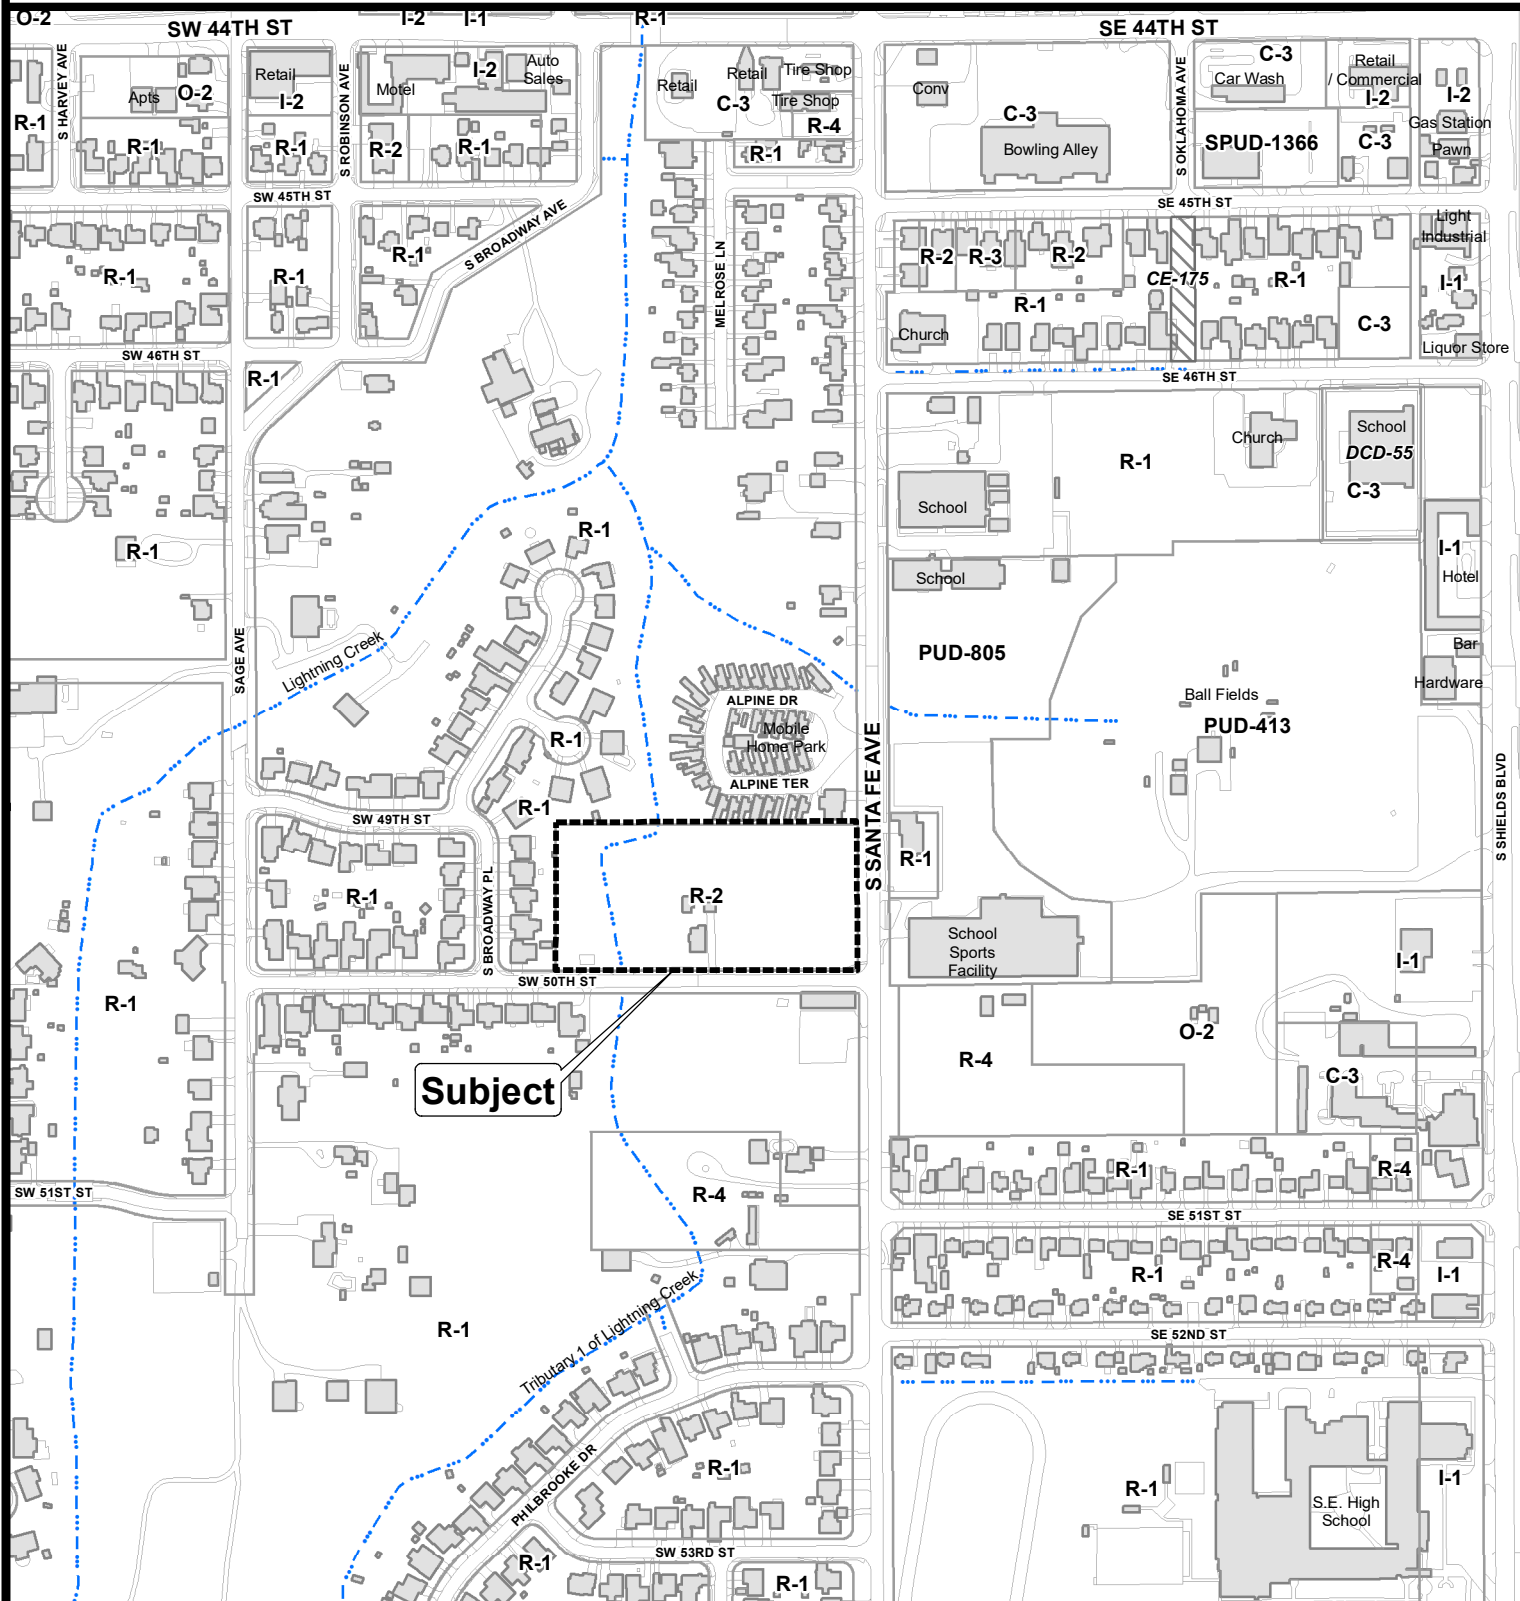 O-2
I-2
I-1
R-1
SW 44TH ST
SE 44TH ST
S HARVEY AVE
Apts
O-2
R-1
R-1
Retail
I-2
R-1
S ROBINSON AVE
Motel
I-2
Auto
Sales
R-2
R-1
Retail
Retail
C-3
Tire Shop
Tire Shop
R-4
R-1
Conv
C-3
Bowling Alley
S OKLAHOMA AVE
C-3
Car Wash
Retail
/ Commercial
I-2
I-2
SPUD-1366
C-3
Gas Station
Pawn
SW 45TH ST
SE 45TH ST
S BROADWAY AVE
MELROSE LN
R-1
R-1
R-1
R-2
R-3
R-2
CE-175
R-1
R-1
Light
Industrial
I-1
C-3
Church
Liquor Store
SW 46TH ST
SE 46TH ST
R-1
R-1
R-1
School
R-1
Church
School
DCD-55
C-3
I-1
Hotel
School
PUD-805
Bar
Hardware
SAGE AVE
Lightning Creek
ALPINE DR
Mobile
Home Park
ALPINE TER
Ball Fields
PUD-413
R-1
R-1
SW 49TH ST
S SANTA FE AVE
S SHIELDS BLVD
R-1
R-1
S BROADWAY PL
R-2
School
Sports
Facility
I-1
SW 50TH ST
R-1
Subject
O-2
R-4
C-3
R-1
R-4
R-4
SW 51ST ST
SE 51ST ST
R-1
R-4
I-1
Tributary 1 of Lightning Creek
R-1
SE 52ND ST
PHILBROOKE DR
R-1
R-1
S.E. High
School
I-1
SW 53RD ST
R-1
R-1